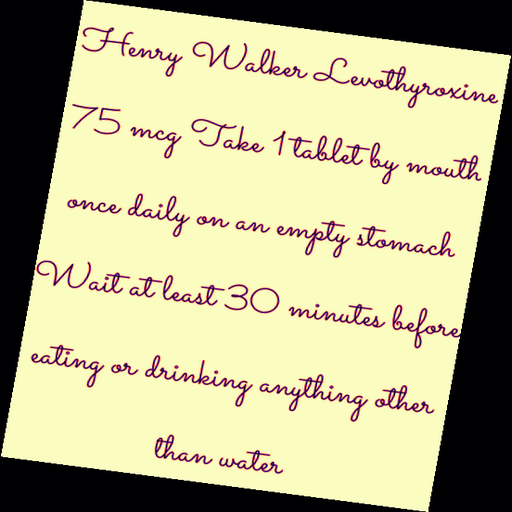 Henry Walker Levothyroxine
75 mcg Take 1 tablet by mouth
once daily on an empty stomach
Wait at least 30 minutes before
eating or drinking anything other
than water